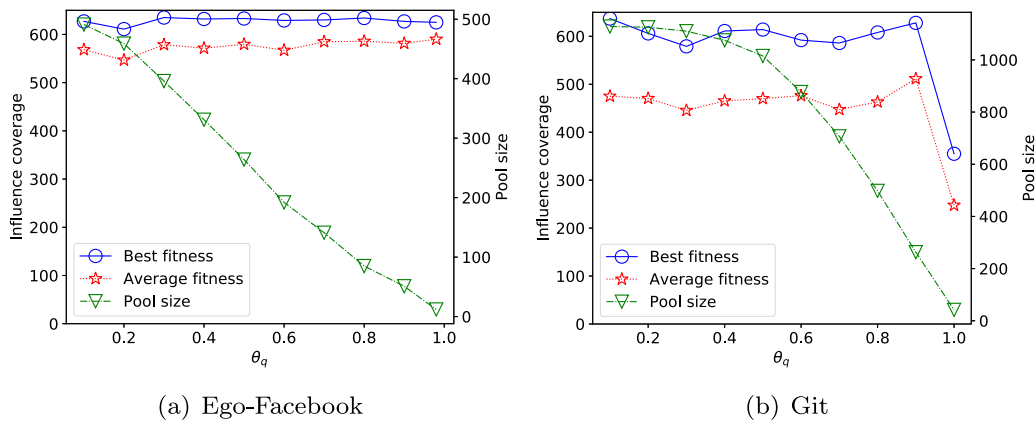 600
500
400
300
200
100
0
Influence coverage
500
400
300
200
100
0
Pool size
Best fitness
Average fitness
Pool size
0.2 0.4 0.6 0.8 1.0
θq
(a) Ego-Facebook
600
500
400
300
200
100
0
Influence coverage
1000
800
600
400
200
0
Pool size
Best fitness
Average fitness
Pool size
0.2 0.4 0.6 0.8 1.0
θq
(b) Git